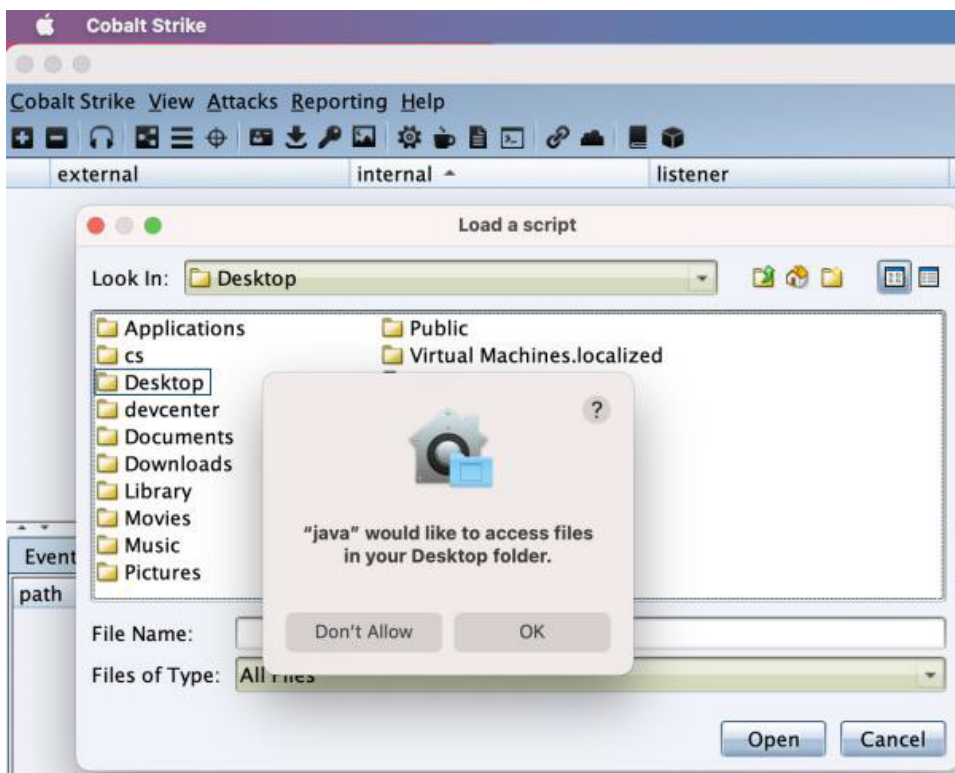 Cobalt Strike
Cobalt Strike View Attacks Reporting Help
external internal listener
Load a script
Look In: Desktop
Applications Public
cs Virtual Machines.localized
Desktop
devcenter
Documents
Downloads
Library
Movies
Music
Pictures
?
"java" would like to access files
in your Desktop folder.
Don't Allow OK
Event
path
File Name:
Files of Type: All Files
Open Cancel